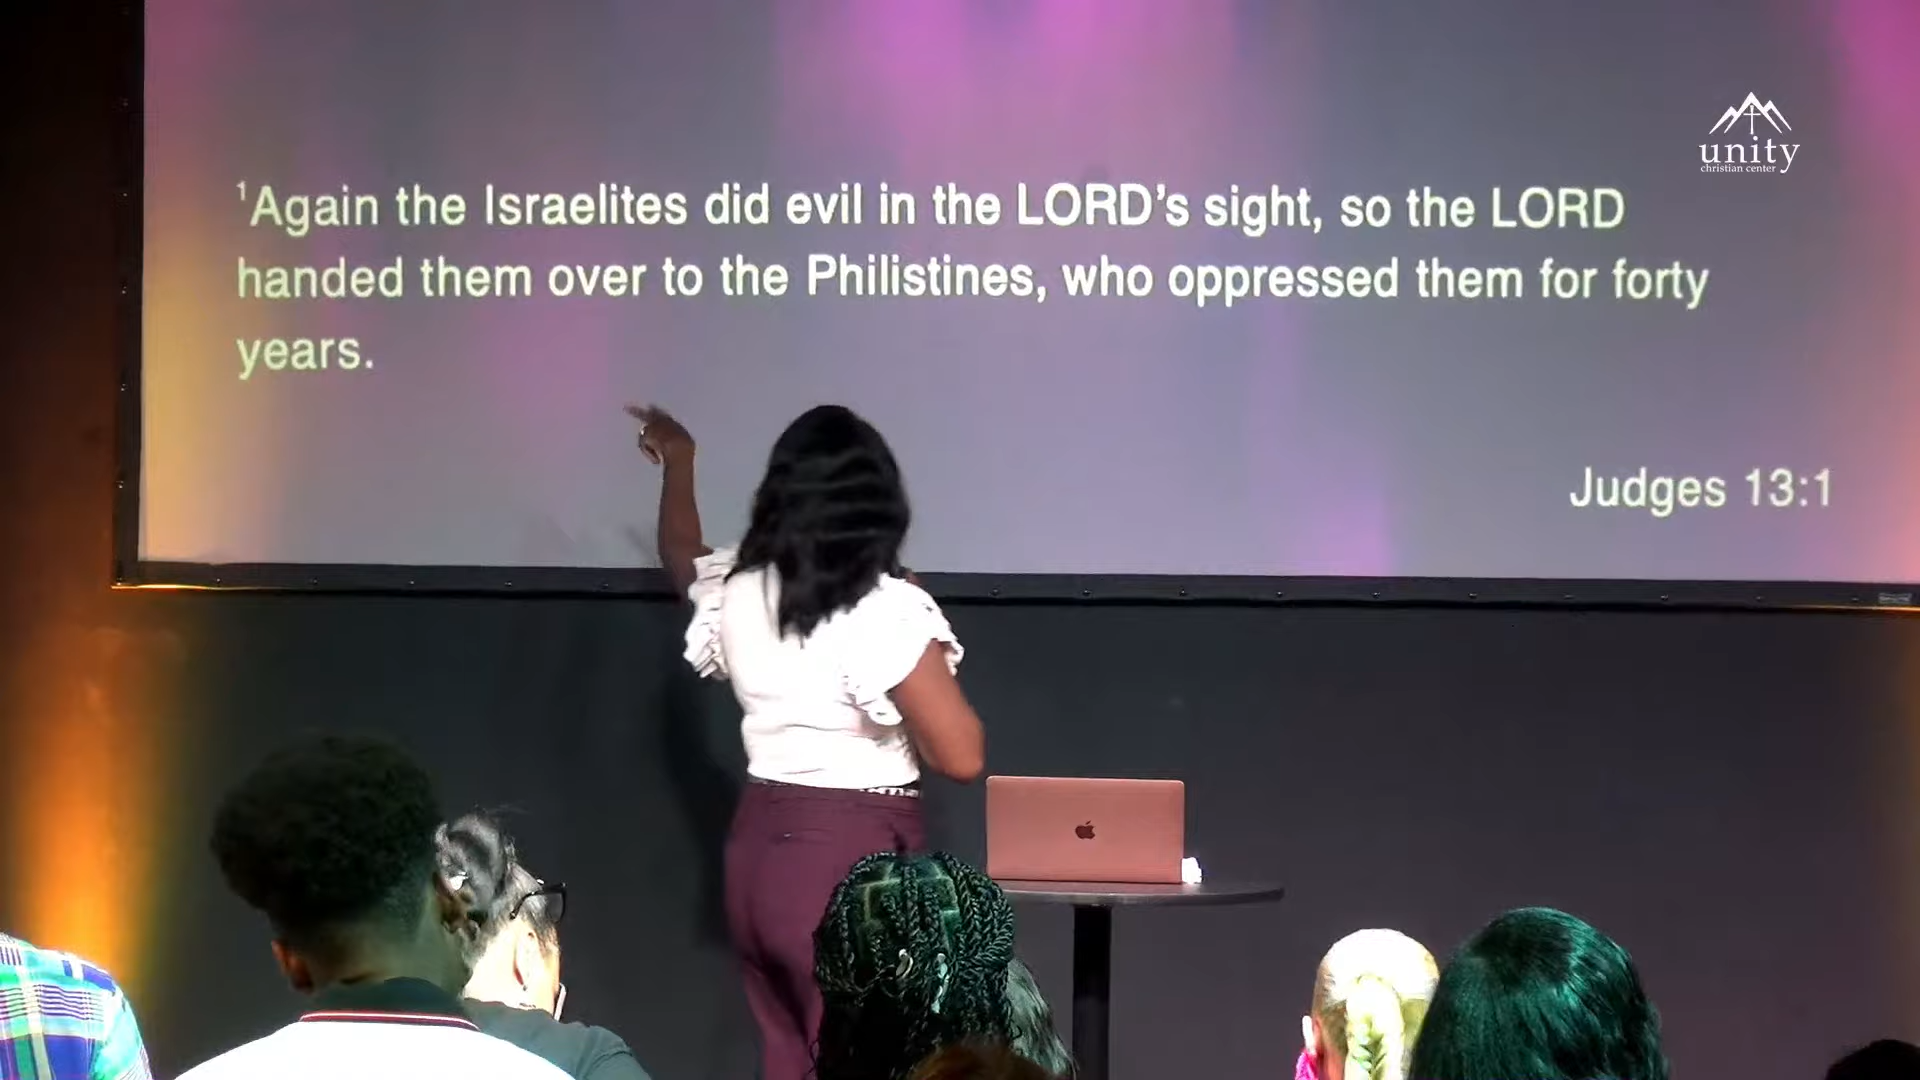 unity
christian center
¹Again the Israelites did evil in the LORD’s sight, so the LORD
handed them over to the Philistines, who oppressed them for forty
years.
Judges 13:1